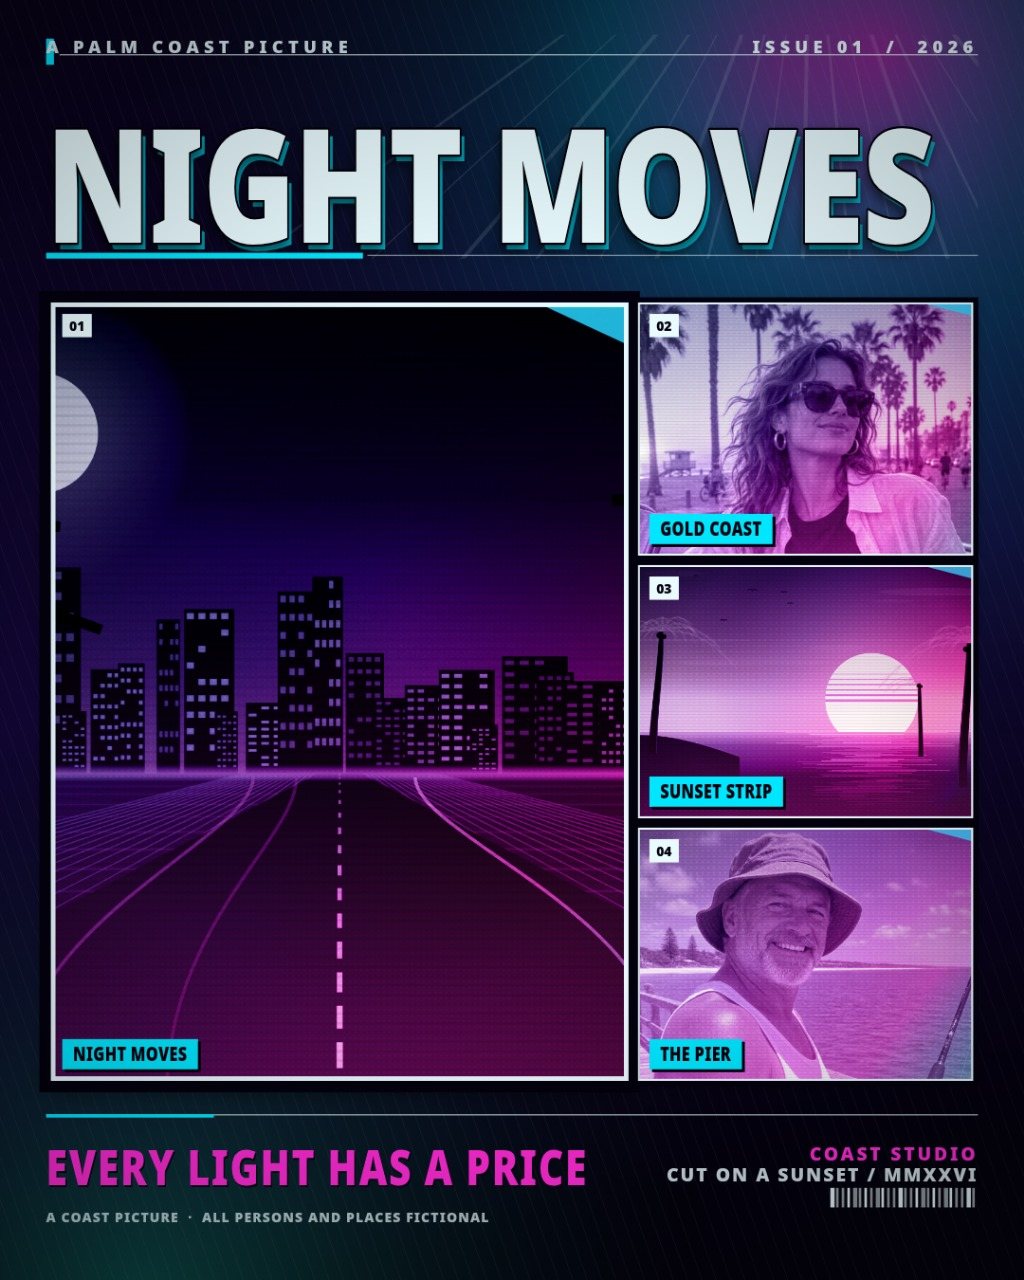 A PALM COAST PICTURE
ISSUE 01 / 2026
NIGHT MOVES
01
NIGHT MOVES
02
GOLD COAST
03
SUNSET STRIP
04
THE PIER
EVERY LIGHT HAS A PRICE
A COAST PICTURE · ALL PERSONS AND PLACES FICTIONAL
COAST STUDIO
CUT ON A SUNSET / MMXXVI